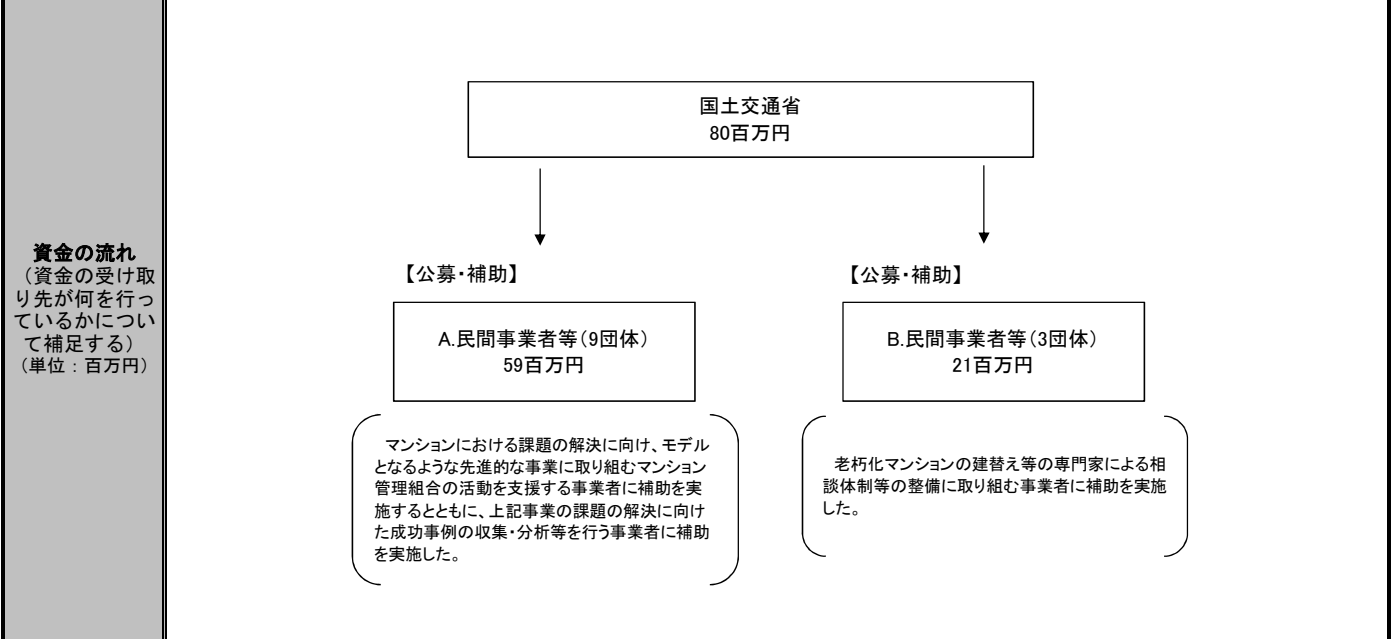 資金の流れ
（資金の受け取
り先が何を行っ
ているかについ
て補足する）
（単位：百万円）
国土交通省
80百万円
【公募・補助】
A.民間事業者等（9団体）
59百万円
マンションにおける課題の解決に向け、モデル
となるような先進的な事業に取り組むマンション
管理組合の活動を支援する事業者に補助を実
施するとともに、上記事業の課題の解決に向け
た成功事例の収集・分析等を行う事業者に補助
を実施した。
【公募・補助】
B.民間事業者等（3団体）
21百万円
老朽化マンションの建替え等の専門家による相
談体制等の整備に取り組む事業者に補助を実施
した。